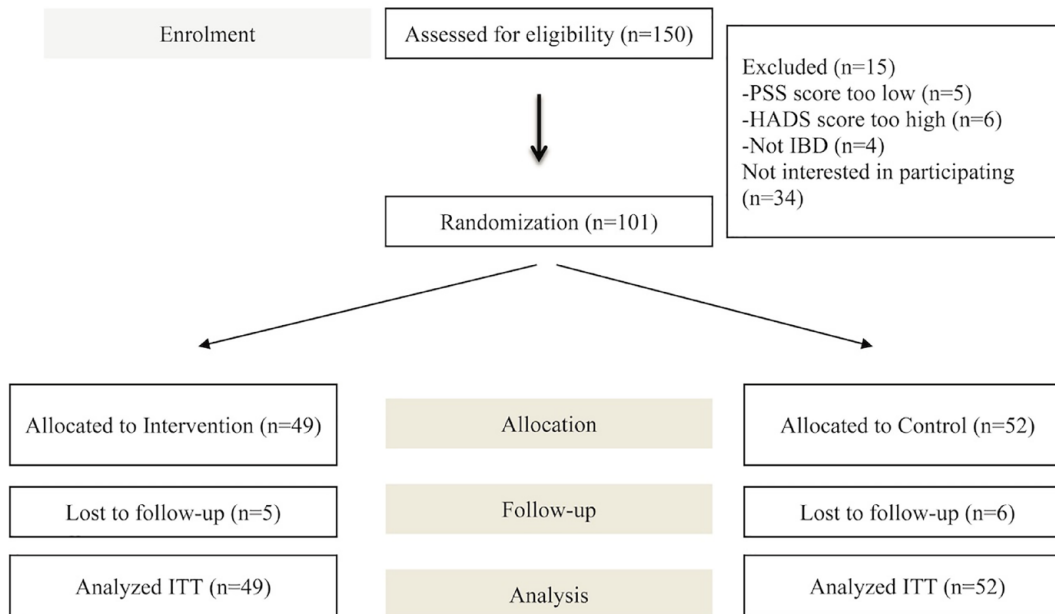 Enrolment
Assessed for eligibility (n=150)
Excluded (n=15)
-PSS score too low (n=5)
-HADS score too high (n=6)
-Not IBD (n=4)
Not interested in participating
(n=34)
Randomization (n=101)
Allocated to Intervention (n=49)
Allocation
Allocated to Control (n=52)
Lost to follow-up (n=5)
Follow-up
Lost to follow-up (n=6)
Analyzed ITT (n=49)
Analysis
Analyzed ITT (n=52)